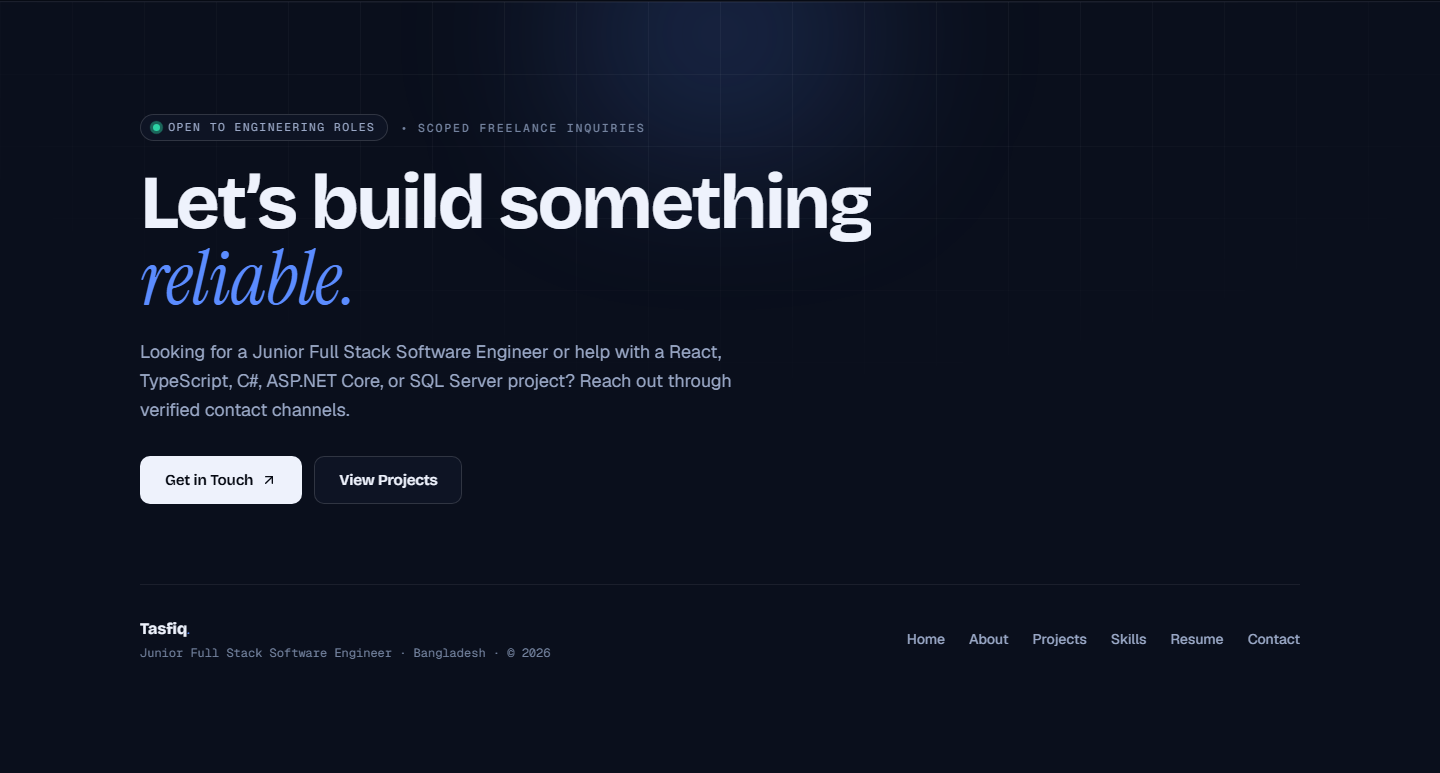 OPEN TO ENGINEERING ROLES • SCOPED FREELANCE INQUIRIES
Let’s build something
reliable.
Looking for a Junior Full Stack Software Engineer or help with a React,
TypeScript, C#, ASP.NET Core, or SQL Server project? Reach out through
verified contact channels.
Get in Touch ↗ View Projects
Tasfiq.
Junior Full Stack Software Engineer · Bangladesh · © 2026
Home About Projects Skills Resume Contact